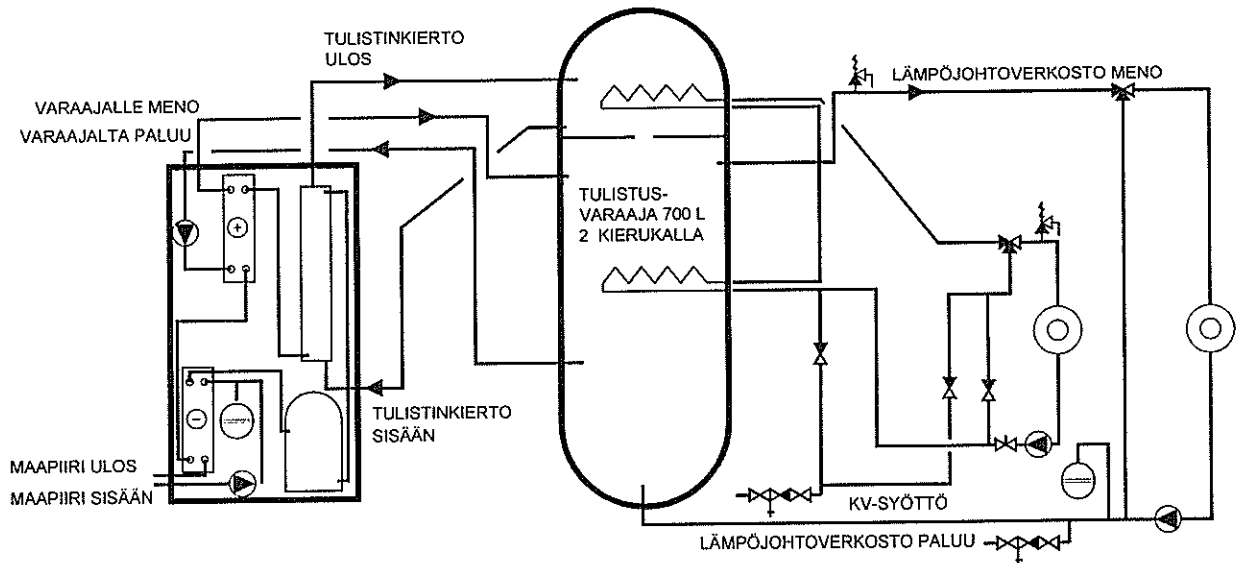 TULISTINKIERTO
ULOS
VARAAJALLE MENO
VARAAJALTA PALUU
LÄMPÖJOHTOVERKOSTO MENO
TULISTUS-
VARAAJA 700 L
2 KIERUKALLA
+
-
TULISTINKIERTO
SISÄÄN
MAAPIIRI ULOS
MAAPIIRI SISÄÄN
KV-SYÖTTÖ
LÄMPÖJOHTOVERKOSTO PALUU